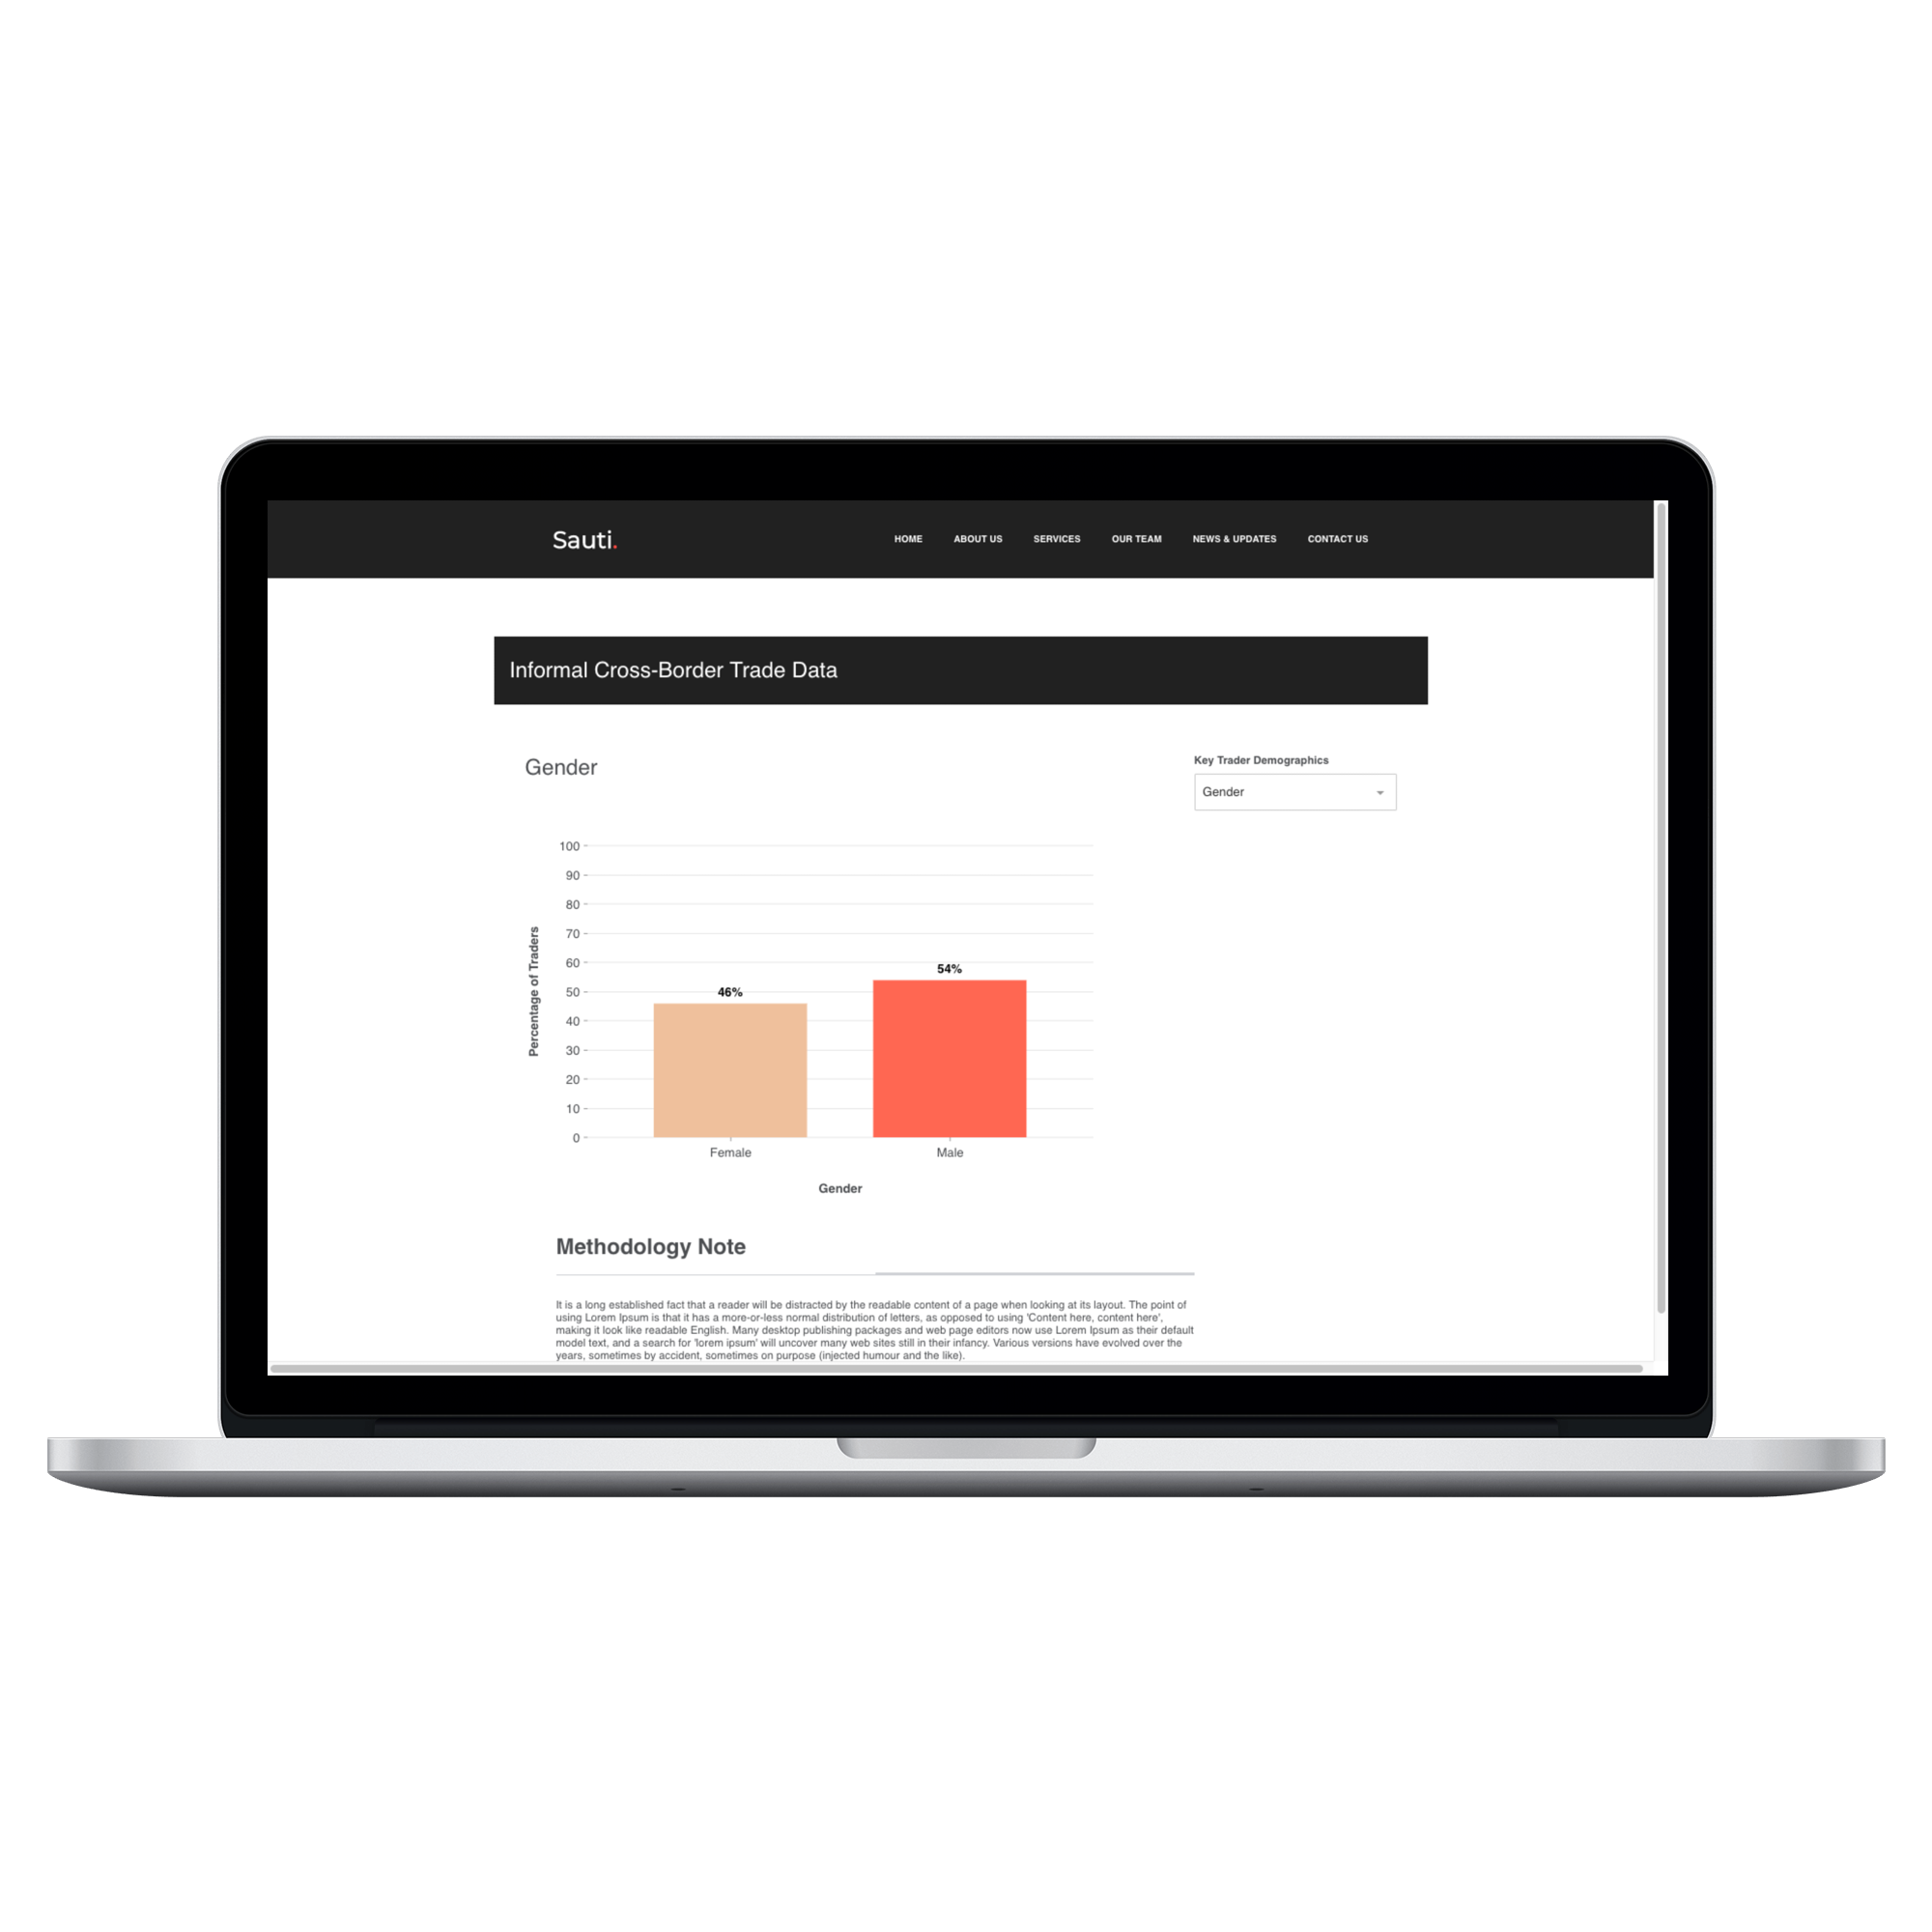 Sauti.
HOME ABOUT US SERVICES OUR TEAM NEWS & UPDATES CONTACT US
Informal Cross-Border Trade Data
Gender
Key Trader Demographics
Gender
100
90
80
70
60
50
40
30
20
10
0
Percentage of Traders
46%
54%
Female
Male
Gender
Methodology Note
It is a long established fact that a reader will be distracted by the readable content of a page when looking at its layout. The point of
using Lorem Ipsum is that it has a more-or-less normal distribution of letters, as opposed to using 'Content here, content here',
making it look like readable English. Many desktop publishing packages and web page editors now use Lorem Ipsum as their default
model text, and a search for 'lorem ipsum' will uncover many web sites still in their infancy. Various versions have evolved over the
years, sometimes by accident, sometimes on purpose (injected humour and the like).